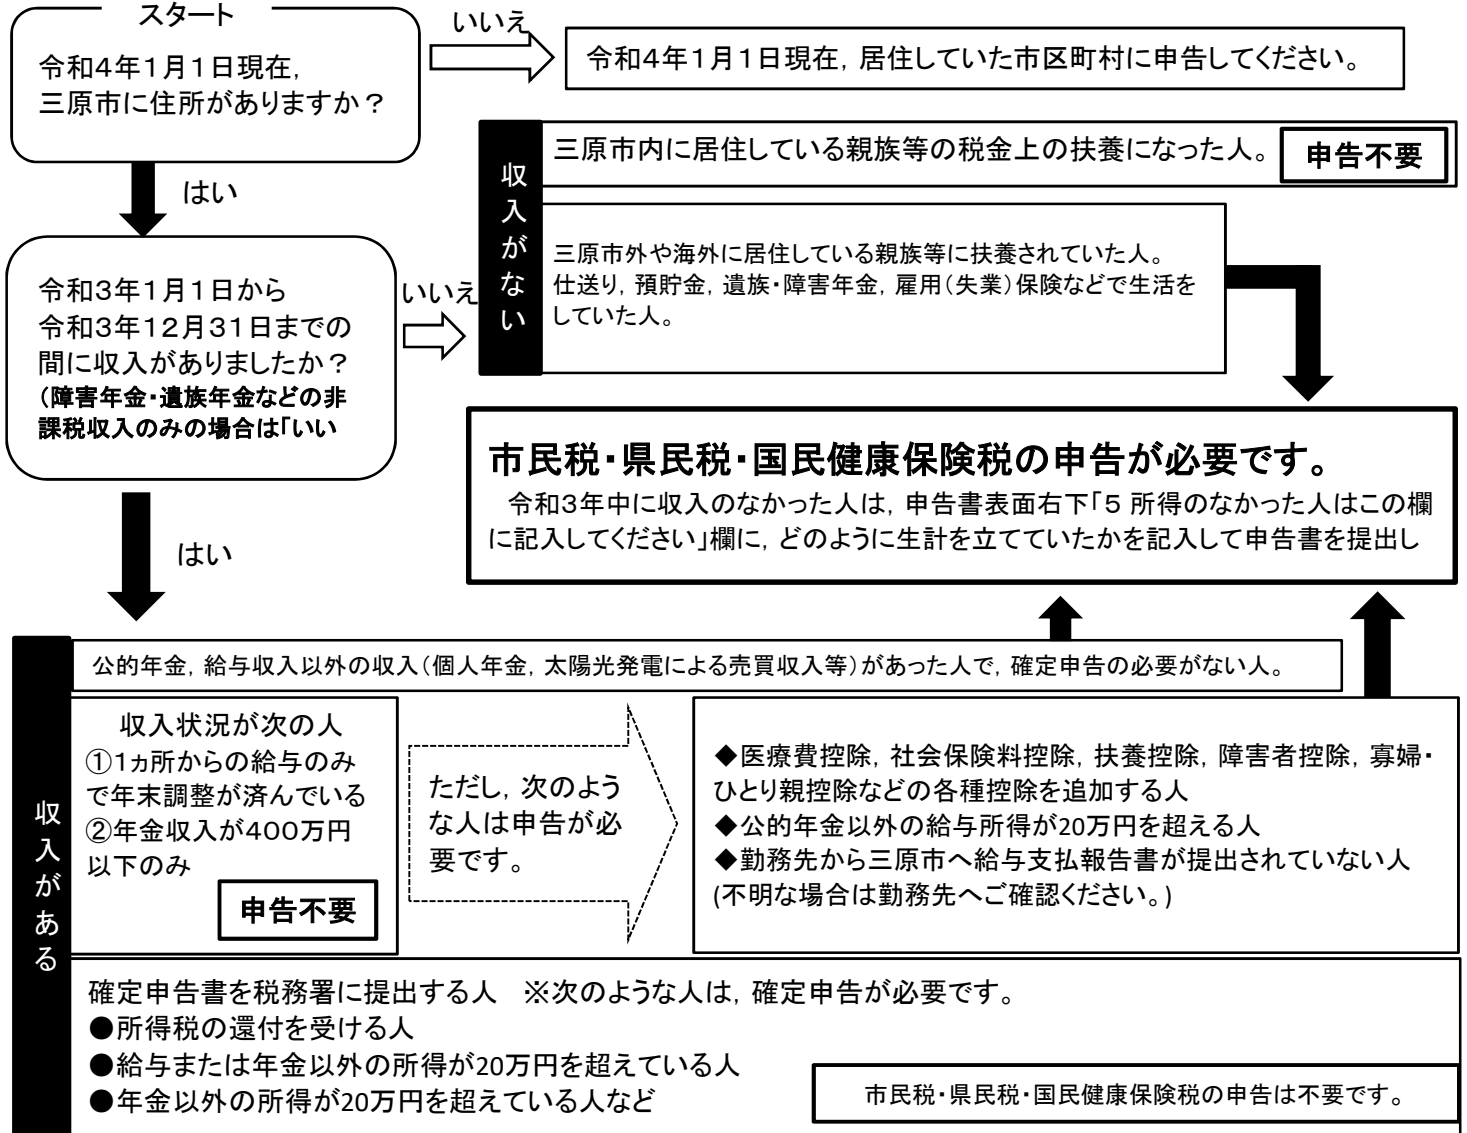 スタート
令和４年１月１日現在，
三原市に住所がありますか？
いいえ
令和４年１月１日現在，居住していた市区町村に申告してください。
はい
収入がない
三原市内に居住している親族等の税金上の扶養になった人。
申告不要
三原市外や海外に居住している親族等に扶養されていた人。
仕送り，預貯金，遺族・障害年金，雇用（失業）保険などで生活を
していた人。
令和３年１月１日から
令和３年１２月３１日までの
間に収入がありましたか？
（障害年金・遺族年金などの非
課税収入のみの場合は「いい
いいえ
はい
市民税・県民税・国民健康保険税の申告が必要です。
令和３年中に収入のなかった人は，申告書表面右下「５ 所得のなかった人はこの欄
に記入してください」欄に，どのように生計を立てていたかを記入して申告書を提出し
収入がある
公的年金，給与収入以外の収入（個人年金，太陽光発電による売買収入等）があった人で，確定申告の必要がない人。
収入状況が次の人
①１ヵ所からの給与のみ
で年末調整が済んでいる
②年金収入が４００万円
以下のみ
申告不要
ただし，次のよう
な人は申告が必
要です。
◆医療費控除，社会保険料控除，扶養控除，障害者控除，寡婦・
ひとり親控除などの各種控除を追加する人
◆公的年金以外の給与所得が20万円を超える人
◆勤務先から三原市へ給与支払報告書が提出されていない人
(不明な場合は勤務先へご確認ください。)
確定申告書を税務署に提出する人　※次のような人は，確定申告が必要です。
●所得税の還付を受ける人
●給与または年金以外の所得が20万円を超えている人
●年金以外の所得が20万円を超えている人など
市民税・県民税・国民健康保険税の申告は不要です。